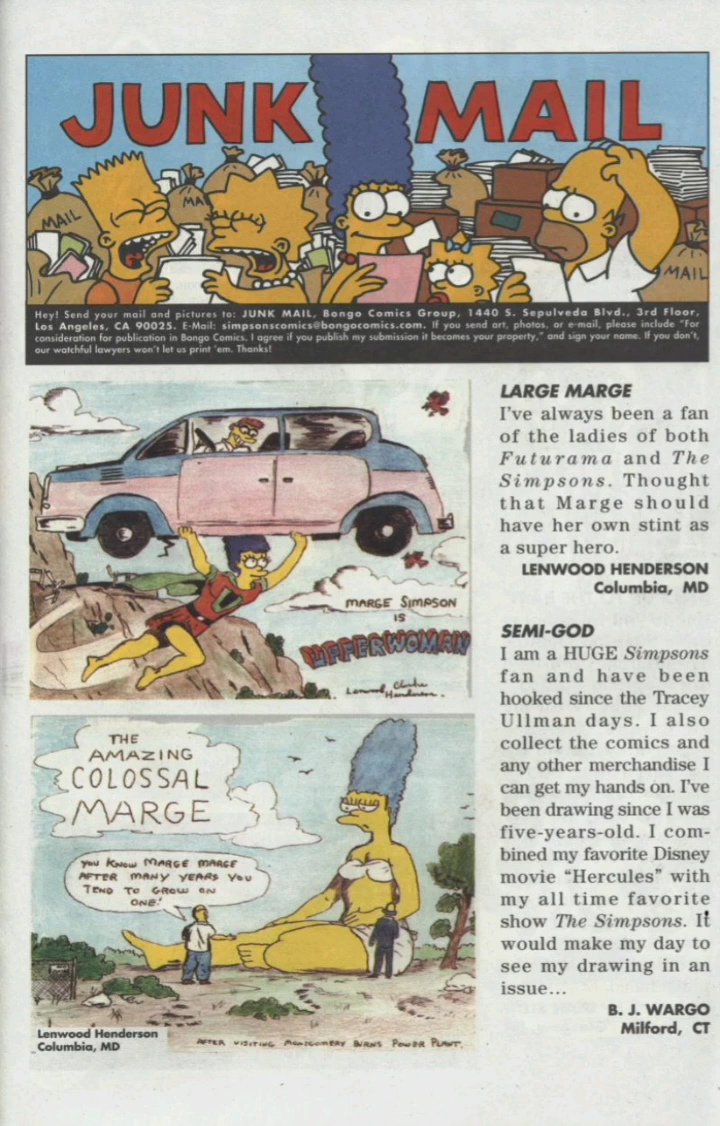 JUNK MAIL
MAIL
MA
MAIL
Hey! Send your mail and pictures to: JUNK MAIL, Bongo Comics Group, 1440 S. Sepulveda Blvd., 3rd Floor,
Los Angeles, CA 90025. E-Mail: simpsonscomics@bongocomics.com. If you send art, photos, or e-mail, please include "For
consideration for publication in Bongo Comics. I agree if you publish my submission it becomes your property," and sign your name. If you don't,
our watchful lawyers won't let us print 'em. Thanks!
MARGE SIMPSON
IS
UFFERWOMAN
Lenwood Clarke
Henderson.
THE
AMAZING
COLOSSAL
MARGE
YOU KNOW MARGE MARGE
AFTER MANY YEARS YOU
TEND TO GROW ON
ONE!
Lenwood Henderson
Columbia, MD
AFTER VISITING MONTGOMERY BURNS POWER PLANT.
LARGE MARGE
I've always been a fan
of the ladies of both
Futurama and The
Simpsons. Thought
that Marge should
have her own stint as
a super hero.
LENWOOD HENDERSON
Columbia, MD
SEMI-GOD
I am a HUGE Simpsons
fan and have been
hooked since the Tracey
Ullman days. I also
collect the comics and
any other merchandise I
can get my hands on. I've
been drawing since I was
five-years-old. I com-
bined my favorite Disney
movie "Hercules" with
my all time favorite
show The Simpsons. It
would make my day to
see my drawing in an
issue...
B. J. WARGO
Milford, CT